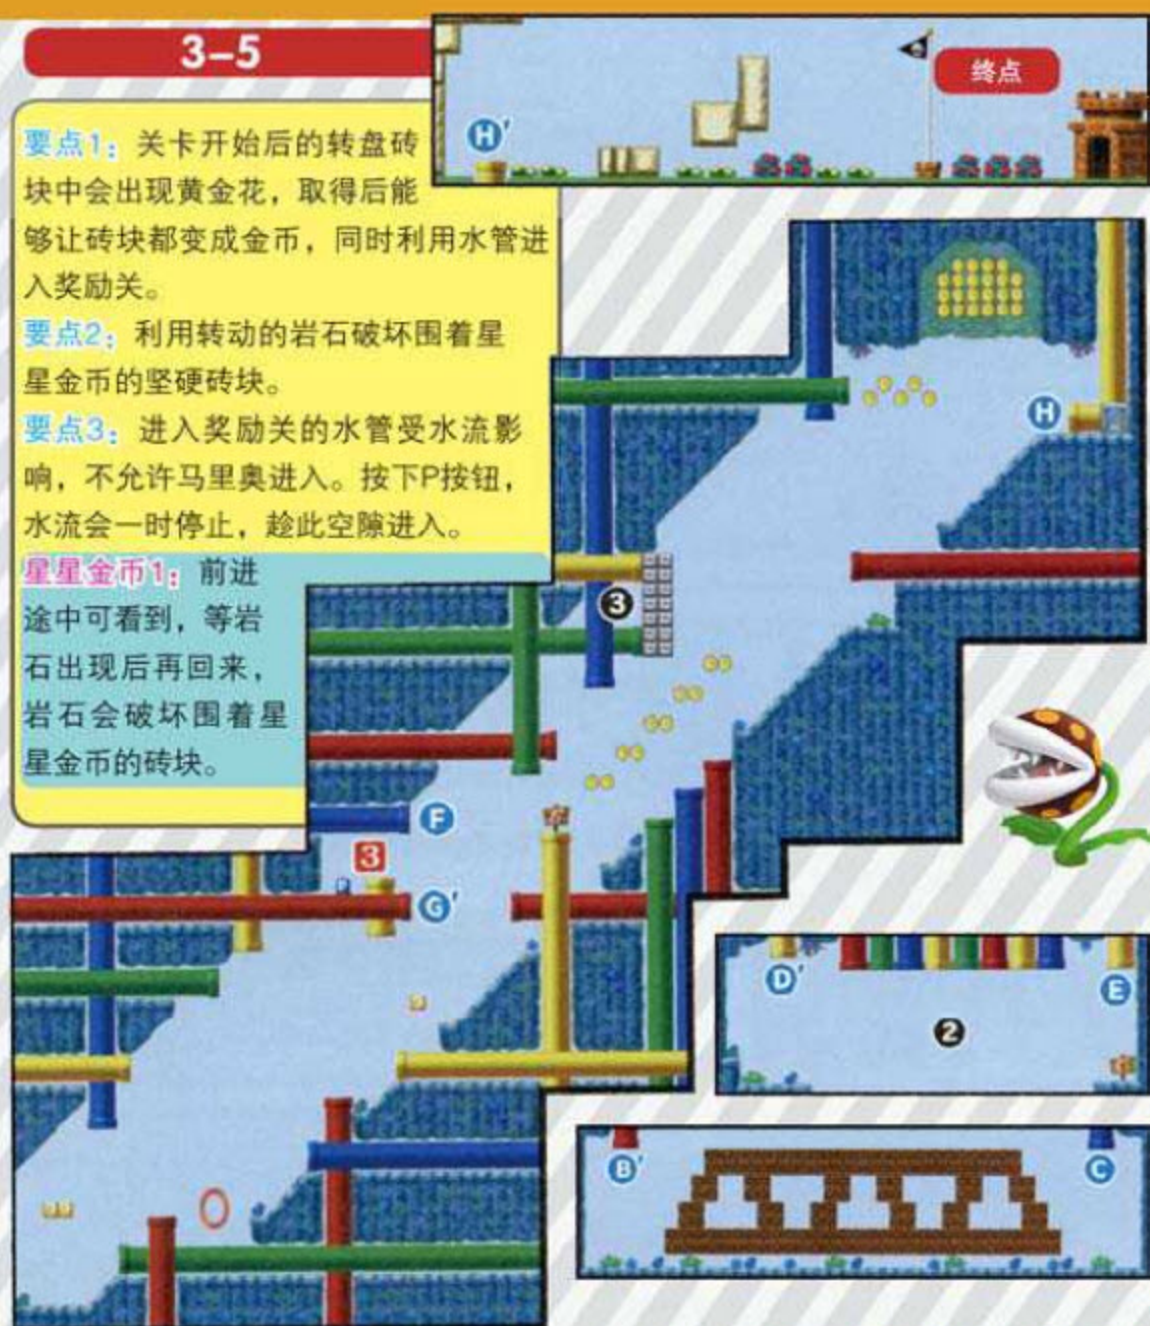 3-5
终点
H'
要点1：关卡开始后的转盘砖
块中会出现黄金花，取得后能
够让砖块都变成金币，同时利用水管进
入奖励关。
要点2：利用转动的岩石破坏围着星
星金币的坚硬砖块。
要点3：进入奖励关的水管受水流影
响，不允许马里奥进入。按下P按钮，
水流会一时停止，趁此空隙进入。
星星金币1：前进
途中可看到，等岩
石出现后再回来，
岩石会破坏围着星
星金币的砖块。
H
3
F
3
G'
D'
E
2
B'
C